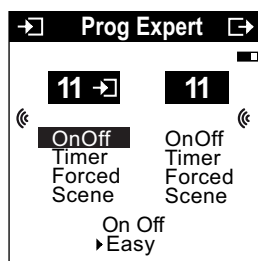 Prog Expert
11 11
OnOff OnOff
Timer Timer
Forced Forced
Scene Scene
On Off
Easy